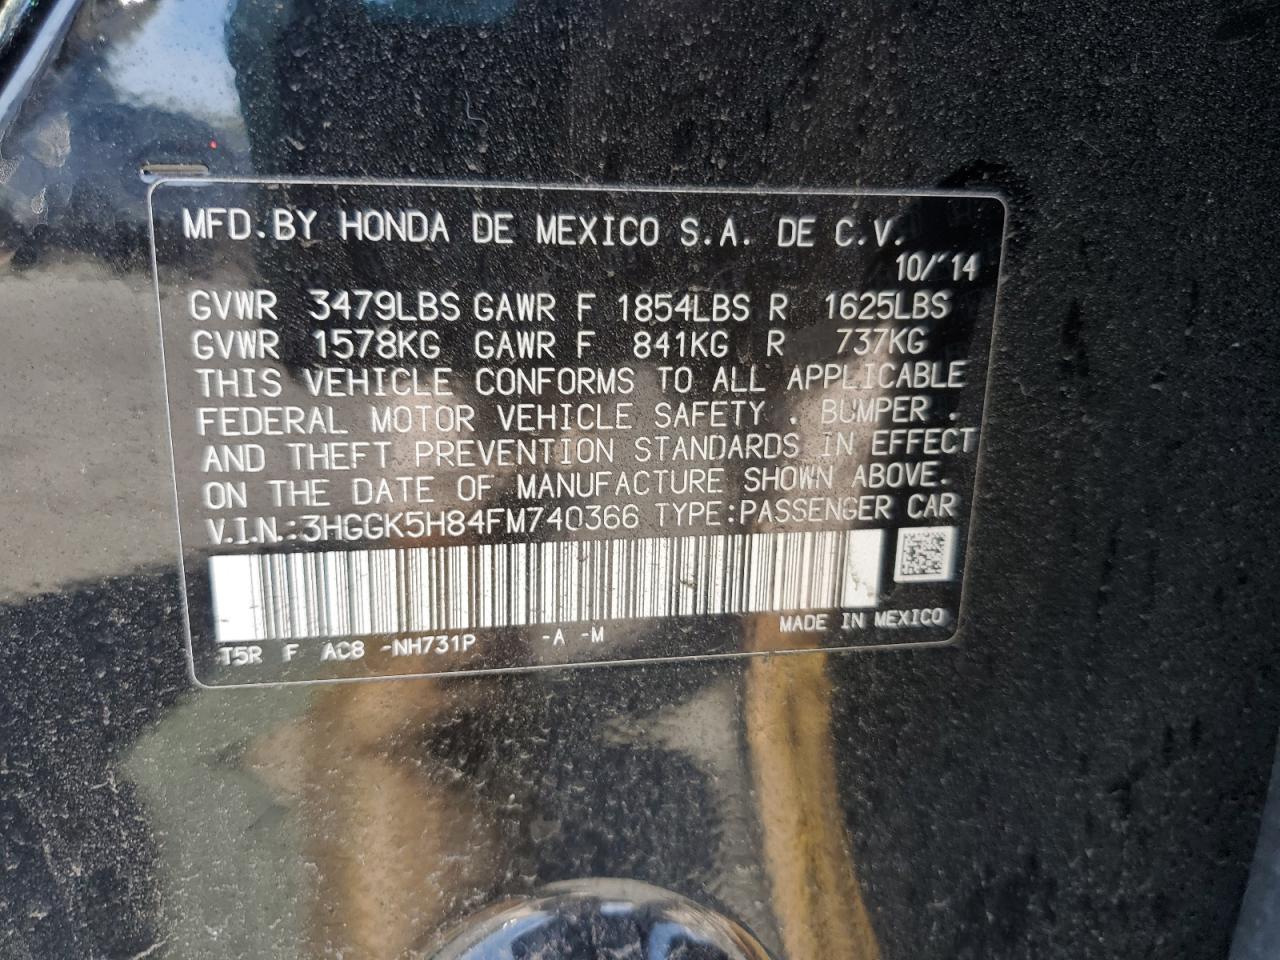 MFD.BY HONDA DE MEXICO S.A. DE C.V.
10/'14
GVWR 3479LBS GAWR F 1854LBS R 1625LBS
GVWR 1578KG GAWR F 841KG R 737KG
THIS VEHICLE CONFORMS TO ALL APPLICABLE
FEDERAL MOTOR VEHICLE SAFETY , BUMPER ,
AND THEFT PREVENTION STANDARDS IN EFFECT
ON THE DATE OF MANUFACTURE SHOWN ABOVE.
V.I.N.:3HGGK5H84FM740366 TYPE:PASSENGER CAR
MADE IN MEXICO
T5R F AC8 -NH731P -A -M